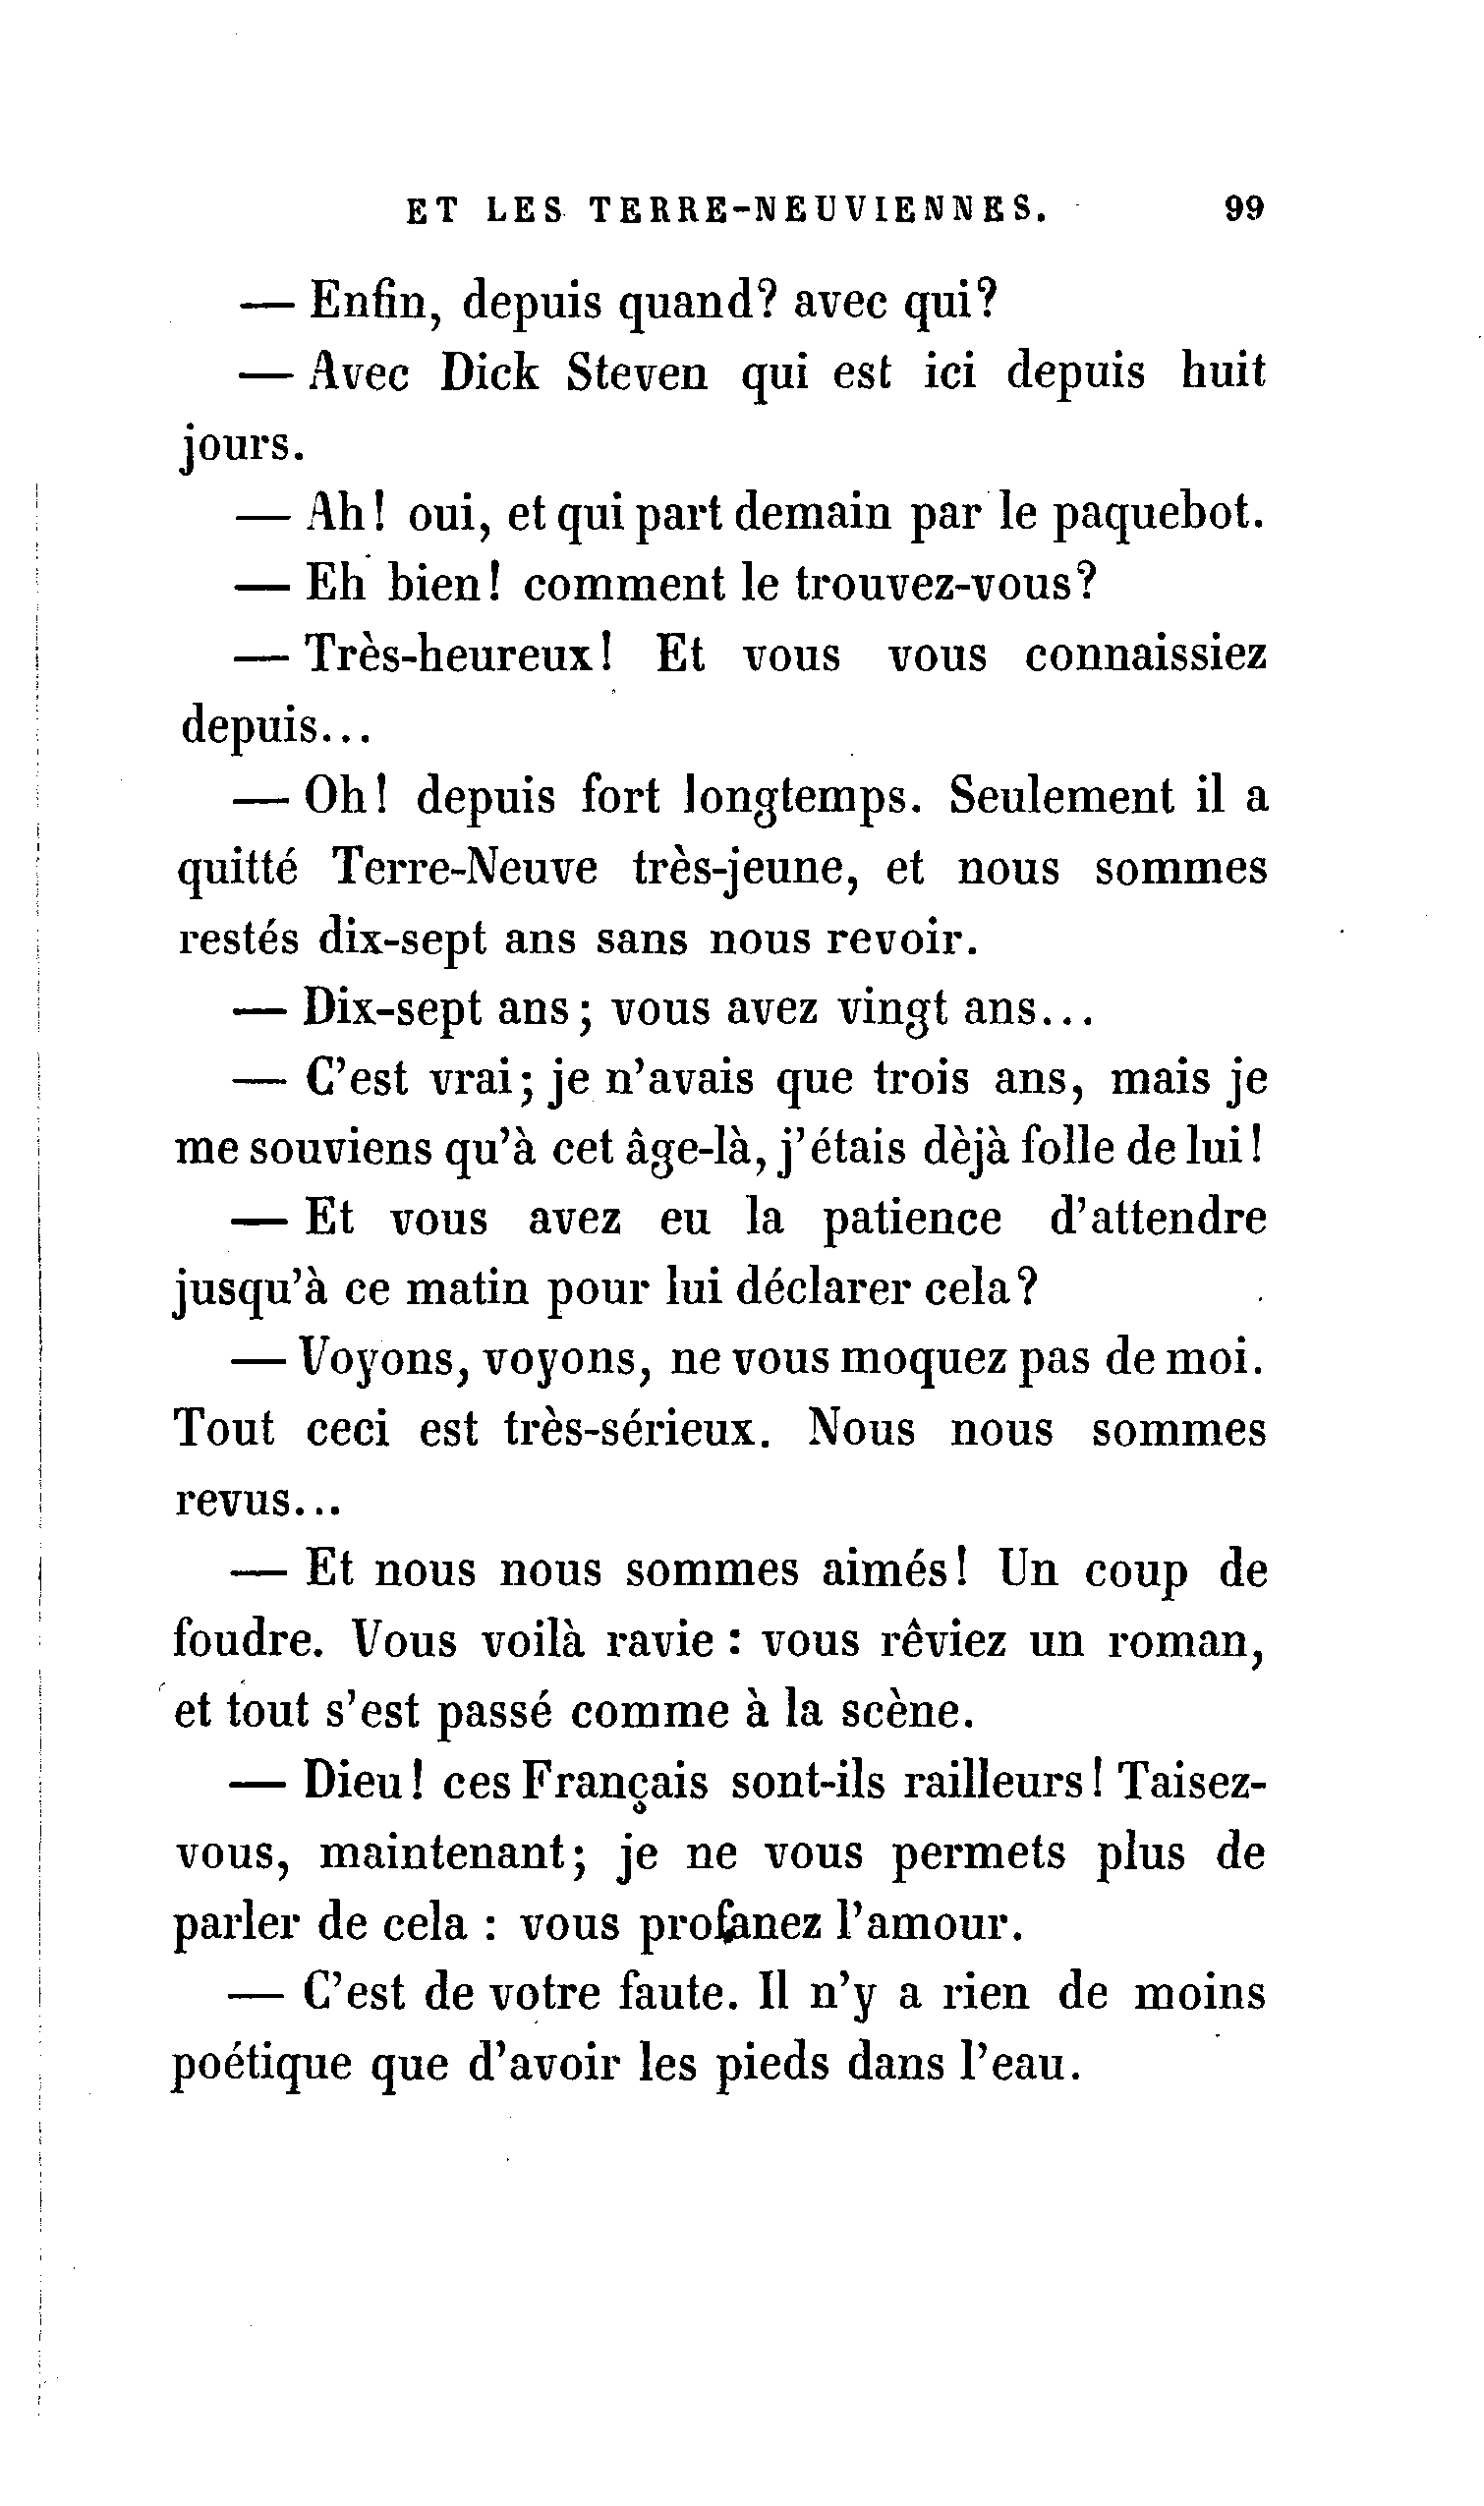 ET LES TERRE-NEUVIENNES. 99
— Enfin, depuis quand? avec qui?
— Avec Dick Steven qui est ici depuis huit
jours.
— Ah! oui, et qui part demain par le paquebot.
— Eh bien! comment le trouvez-vous?
— Très-heureux! Et vous vous connaissiez
depuis...
— Oh! depuis fort longtemps. Seulement il a
quitté Terre-Neuve très-jeune, et nous sommes
restés dix-sept ans sans nous revoir.
— Dix-sept ans; vous avez vingt ans...
— C'est vrai; je n'avais que trois ans, mais je
me souviens qu'à cet âge-là, j'étais dèjà folle de lui!
— Et vous avez eu la patience d'attendre
jusqu'à ce matin pour lui déclarer cela?
— Voyons, voyons, ne vous moquez pas de moi.
Tout ceci est très-sérieux. Nous nous sommes
revus...
— Et nous nous sommes aimés! Un coup de
foudre. Vous voilà ravie : vous rêviez un roman,
et tout s'est passé comme à la scène.
— Dieu! ces Français sont-ils railleurs! Taisez-
vous, maintenant; je ne vous permets plus de
parler de cela : vous profanez l'amour.
— C'est de votre faute. Il n'y a rien de moins
poétique que d'avoir les pieds dans l'eau.